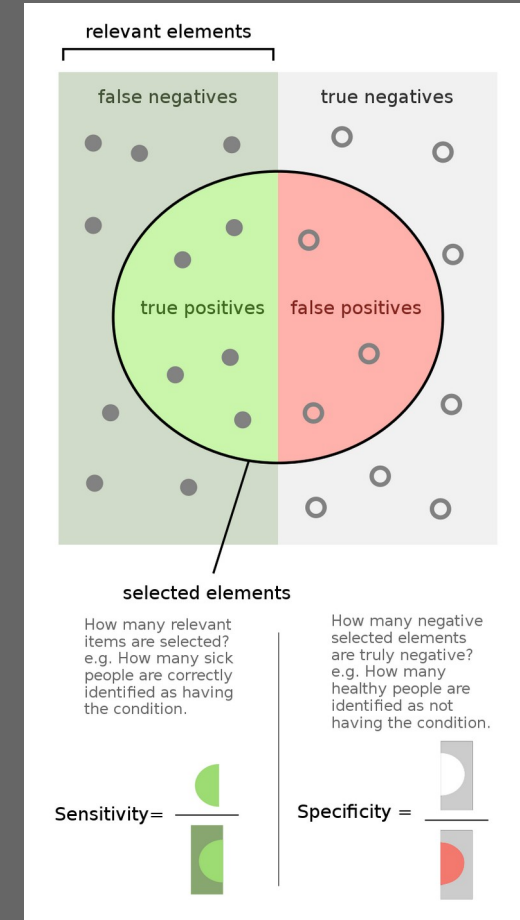 relevant elements
false negatives
true negatives
true positives
false positives
selected elements
How many relevant
items are selected?
e.g. How many sick
people are correctly
identified as having
the condition.
How many negative
selected elements
are truly negative?
e.g. How many
healthy people are
identified as not
having the condition.
Sensitivity=
Specificity =